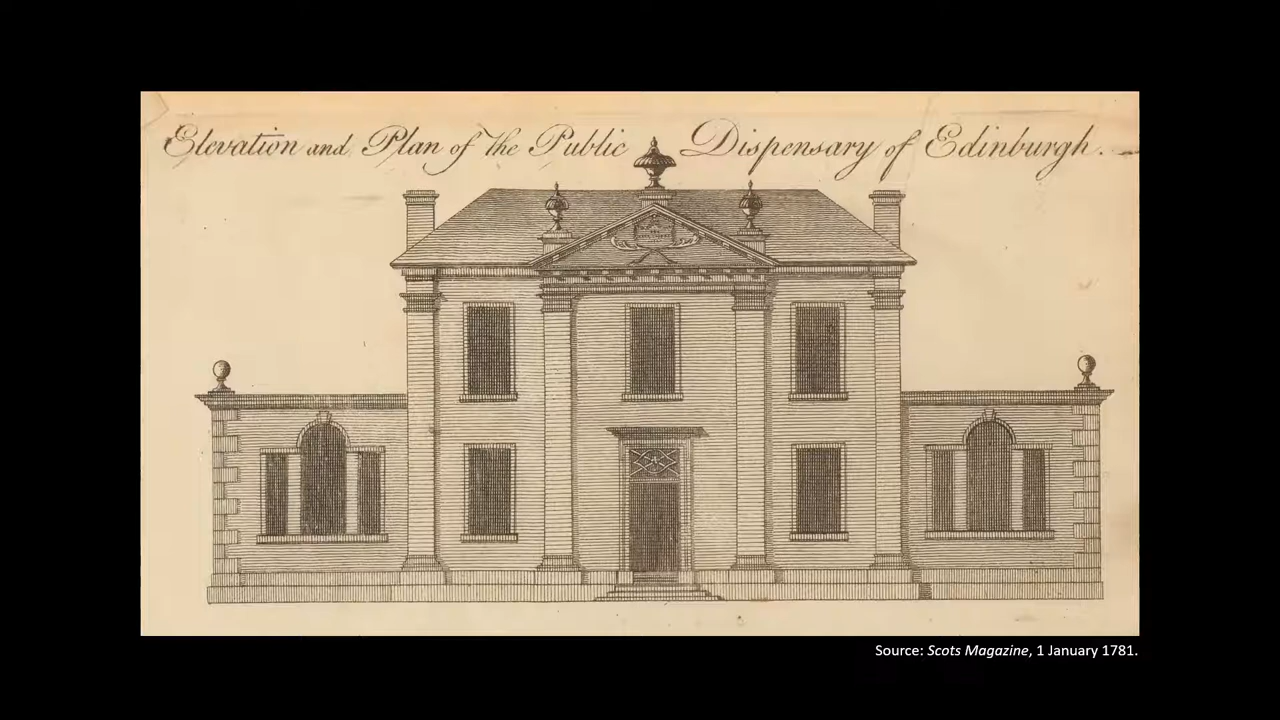 Elevation and Plan of the Public Dispensary of Edinburgh.
Source: Scots Magazine, 1 January 1781.